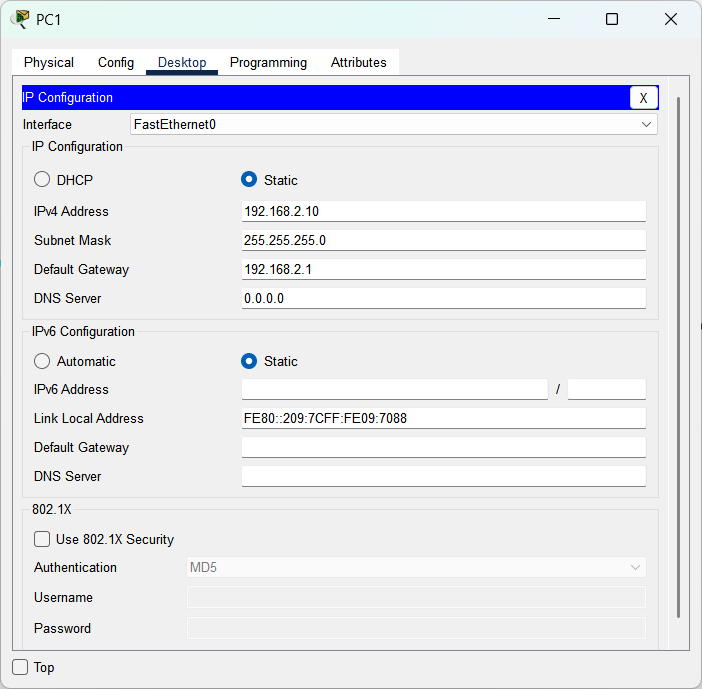 PC1
Physical Config Desktop Programming Attributes
IP Configuration X
Interface FastEthernet0
IP Configuration
DHCP Static
IPv4 Address 192.168.2.10
Subnet Mask 255.255.255.0
Default Gateway 192.168.2.1
DNS Server 0.0.0.0
IPv6 Configuration
Automatic Static
IPv6 Address /
Link Local Address FE80::209:7CFF:FE09:7088
Default Gateway
DNS Server
802.1X
Use 802.1X Security
Authentication MD5
Username
Password
Top